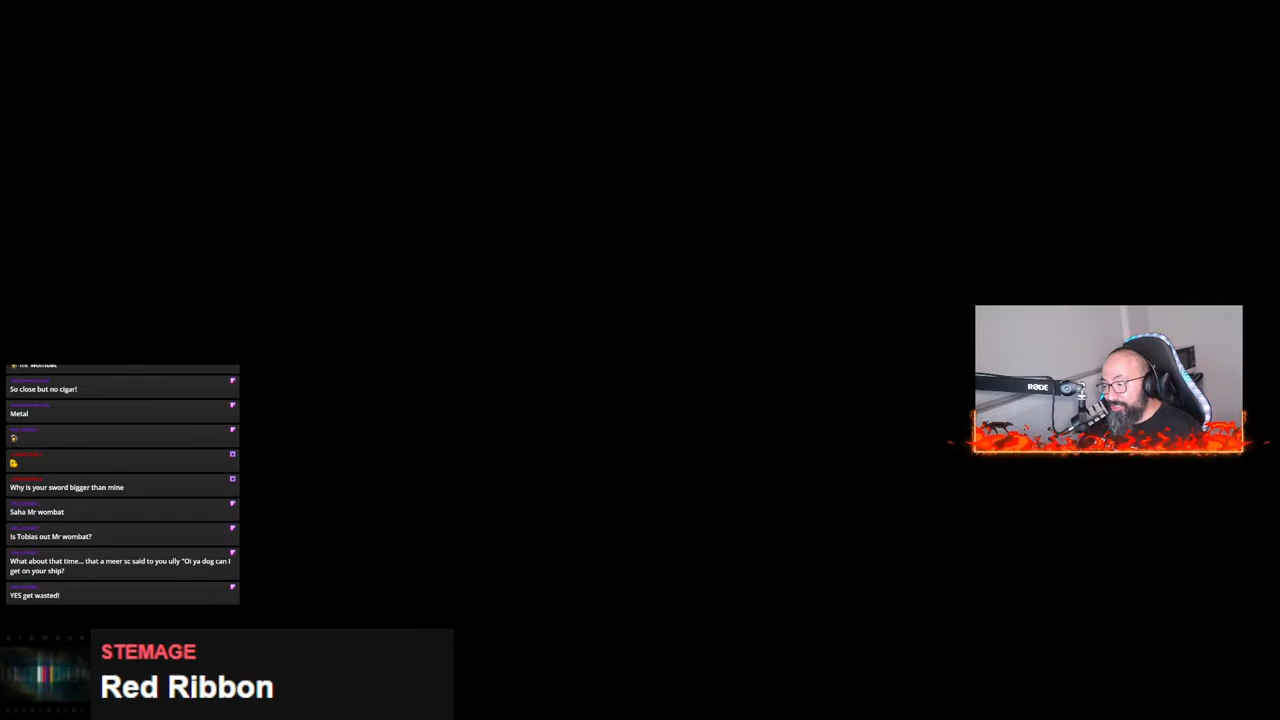 mr wombat
So close but no cigar!
Metal
Why is your sword bigger than mine
Saha Mr wombat
Is Tobias out Mr wombat?
What about that time... that a meer sc said to you ully "Oi ya dog can I
get on your ship?
YES get wasted!
RØDE
STEMAGE
Red Ribbon